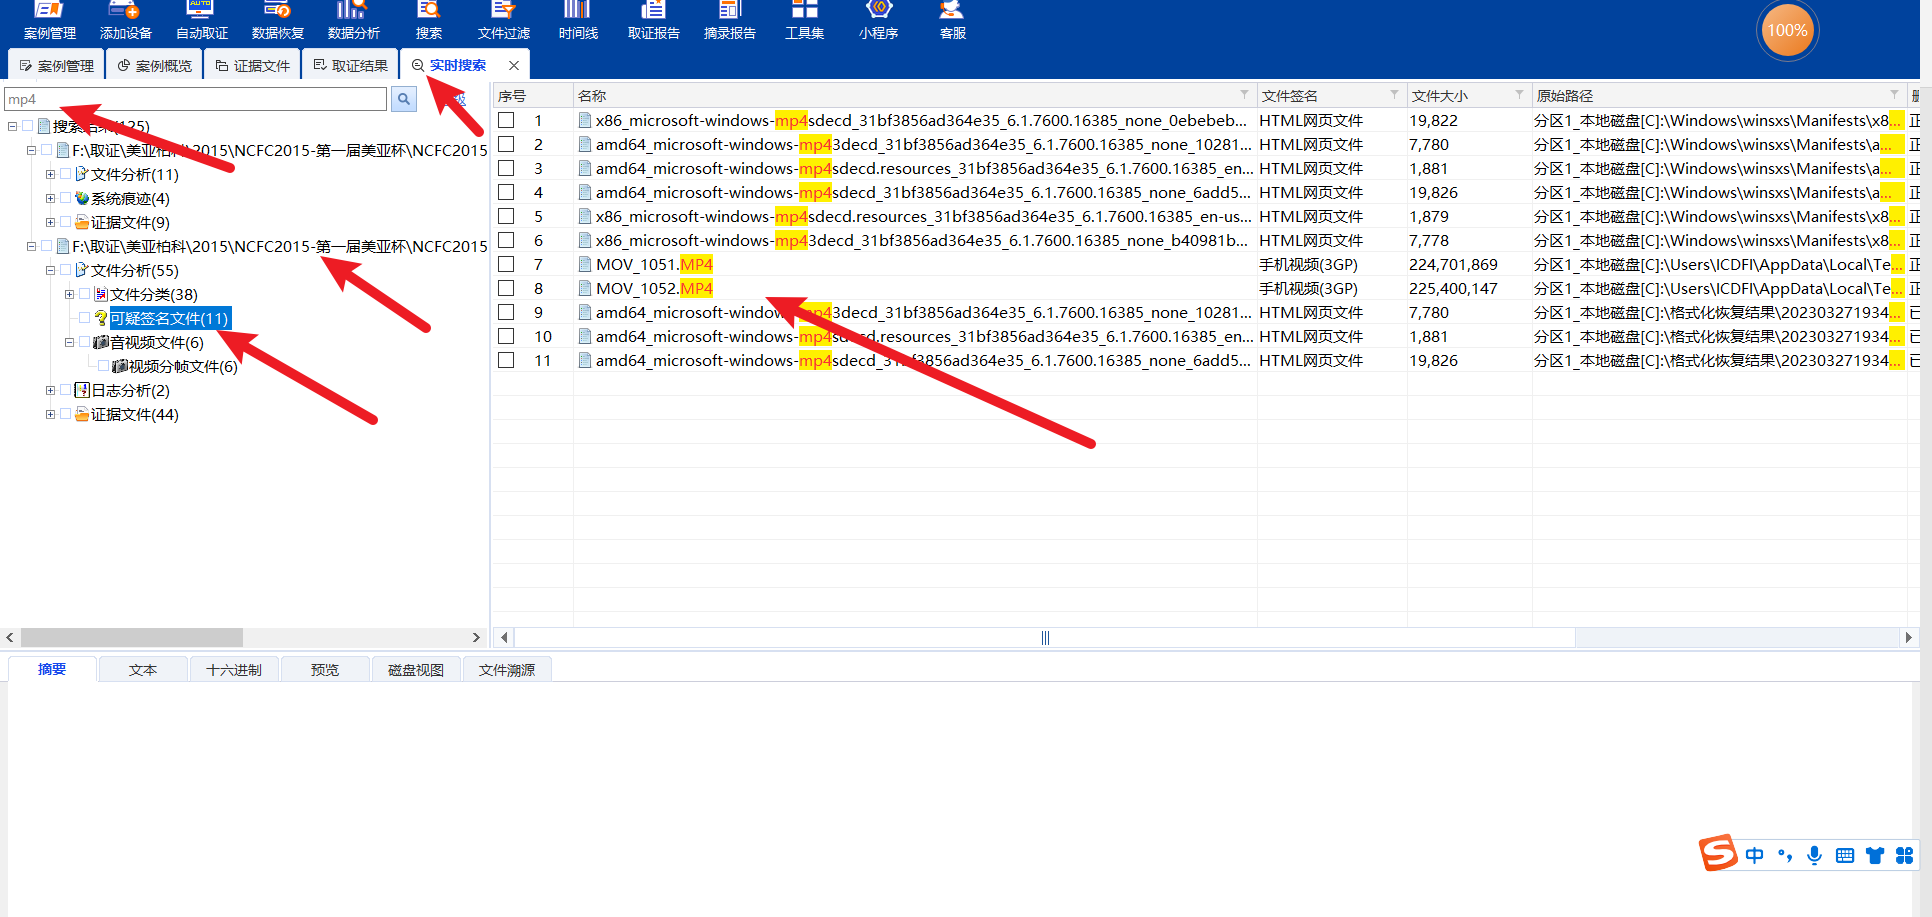 案例管理 添加设备 自动取证 数据恢复 数据分析 搜索 文件过滤 时间线 取证报告 摘录报告 工具集 小程序 客服
100%
案例管理 案例概览 证据文件 取证结果 实时搜索
mp4
搜索结果(125)
F:\取证\美亚柏科\2015\NCFC2015-第一届美亚杯\NCFC2015
文件分析(11)
系统痕迹(4)
证据文件(9)
F:\取证\美亚柏科\2015\NCFC2015-第一届美亚杯\NCFC2015
文件分析(55)
文件分类(38)
可疑签名文件(11)
音视频文件(6)
视频分帧文件(6)
日志分析(2)
证据文件(44)
序号 名称 文件签名 文件大小 原始路径
1 x86_microsoft-windows-mp4sdecd_31bf3856ad364e35_6.1.7600.16385_none_0ebebeb... HTML网页文件 19,822 分区1_本地磁盘[C]:\Windows\winsxs\Manifests\x8... 正
2 amd64_microsoft-windows-mp43decd_31bf3856ad364e35_6.1.7600.16385_none_10281... HTML网页文件 7,780 分区1_本地磁盘[C]:\Windows\winsxs\Manifests\a... 正
3 amd64_microsoft-windows-mp4sdecd.resources_31bf3856ad364e35_6.1.7600.16385_en... HTML网页文件 1,881 分区1_本地磁盘[C]:\Windows\winsxs\Manifests\a... 正
4 amd64_microsoft-windows-mp4sdecd_31bf3856ad364e35_6.1.7600.16385_none_6add5... HTML网页文件 19,826 分区1_本地磁盘[C]:\Windows\winsxs\Manifests\a... 正
5 x86_microsoft-windows-mp4sdecd.resources_31bf3856ad364e35_6.1.7600.16385_en-us... HTML网页文件 1,879 分区1_本地磁盘[C]:\Windows\winsxs\Manifests\x8... 正
6 x86_microsoft-windows-mp43decd_31bf3856ad364e35_6.1.7600.16385_none_b40981b... HTML网页文件 7,778 分区1_本地磁盘[C]:\Windows\winsxs\Manifests\x8... 正
7 MOV_1051.MP4 手机视频(3GP) 224,701,869 分区1_本地磁盘[C]:\Users\ICDFI\AppData\Local\Te... 正
8 MOV_1052.MP4 手机视频(3GP) 225,400,147 分区1_本地磁盘[C]:\Users\ICDFI\AppData\Local\Te... 正
9 amd64_microsoft-windows-mp43decd_31bf3856ad364e35_6.1.7600.16385_none_10281... HTML网页文件 7,780 分区1_本地磁盘[C]:\格式化恢复结果\202303271934... 已
10 amd64_microsoft-windows-mp4sdecd.resources_31bf3856ad364e35_6.1.7600.16385_en... HTML网页文件 1,881 分区1_本地磁盘[C]:\格式化恢复结果\202303271934... 已
11 amd64_microsoft-windows-mp4sdecd_31bf3856ad364e35_6.1.7600.16385_none_6add5... HTML网页文件 19,826 分区1_本地磁盘[C]:\格式化恢复结果\202303271934... 已
摘要 文本 十六进制 预览 磁盘视图 文件溯源
中